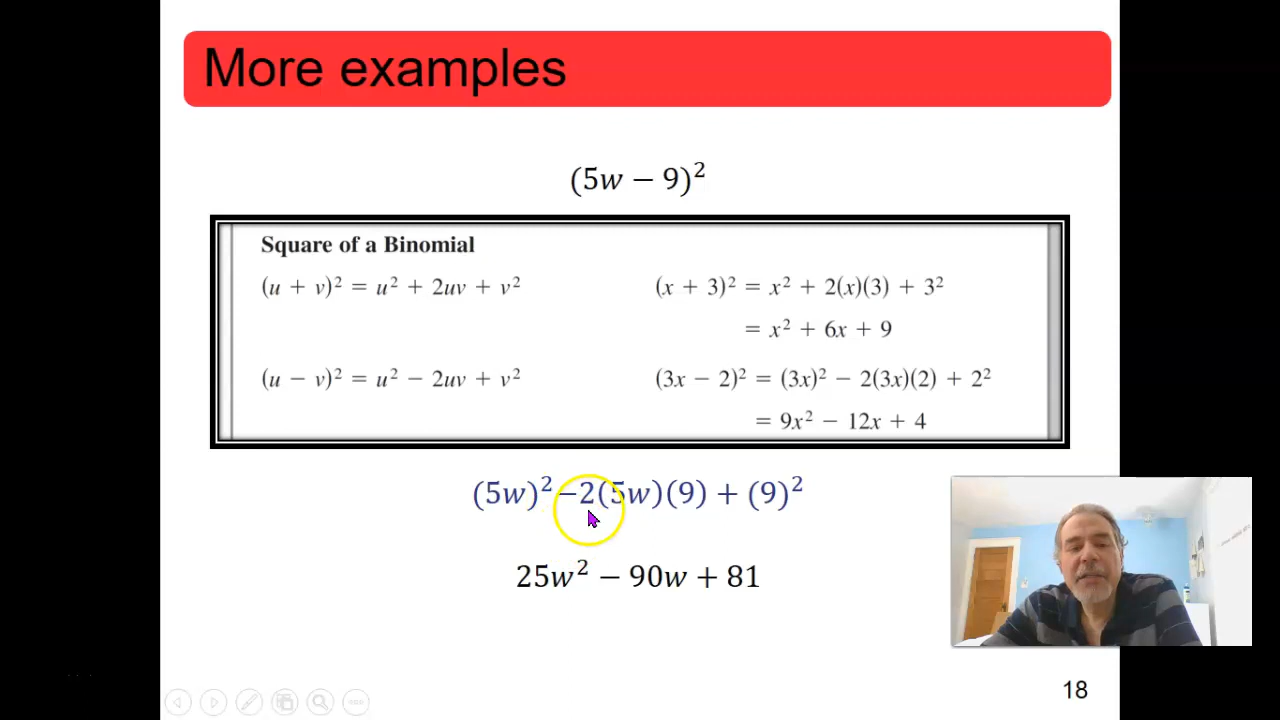 More examples
(5w − 9)²
Square of a Binomial
(u + v)² = u² + 2uv + v²
(x + 3)² = x² + 2(x)(3) + 3²
= x² + 6x + 9
(u − v)² = u² − 2uv + v²
(3x − 2)² = (3x)² − 2(3x)(2) + 2²
= 9x² − 12x + 4
(5w)² −2(5w)(9) + (9)²
25w² − 90w + 81
18